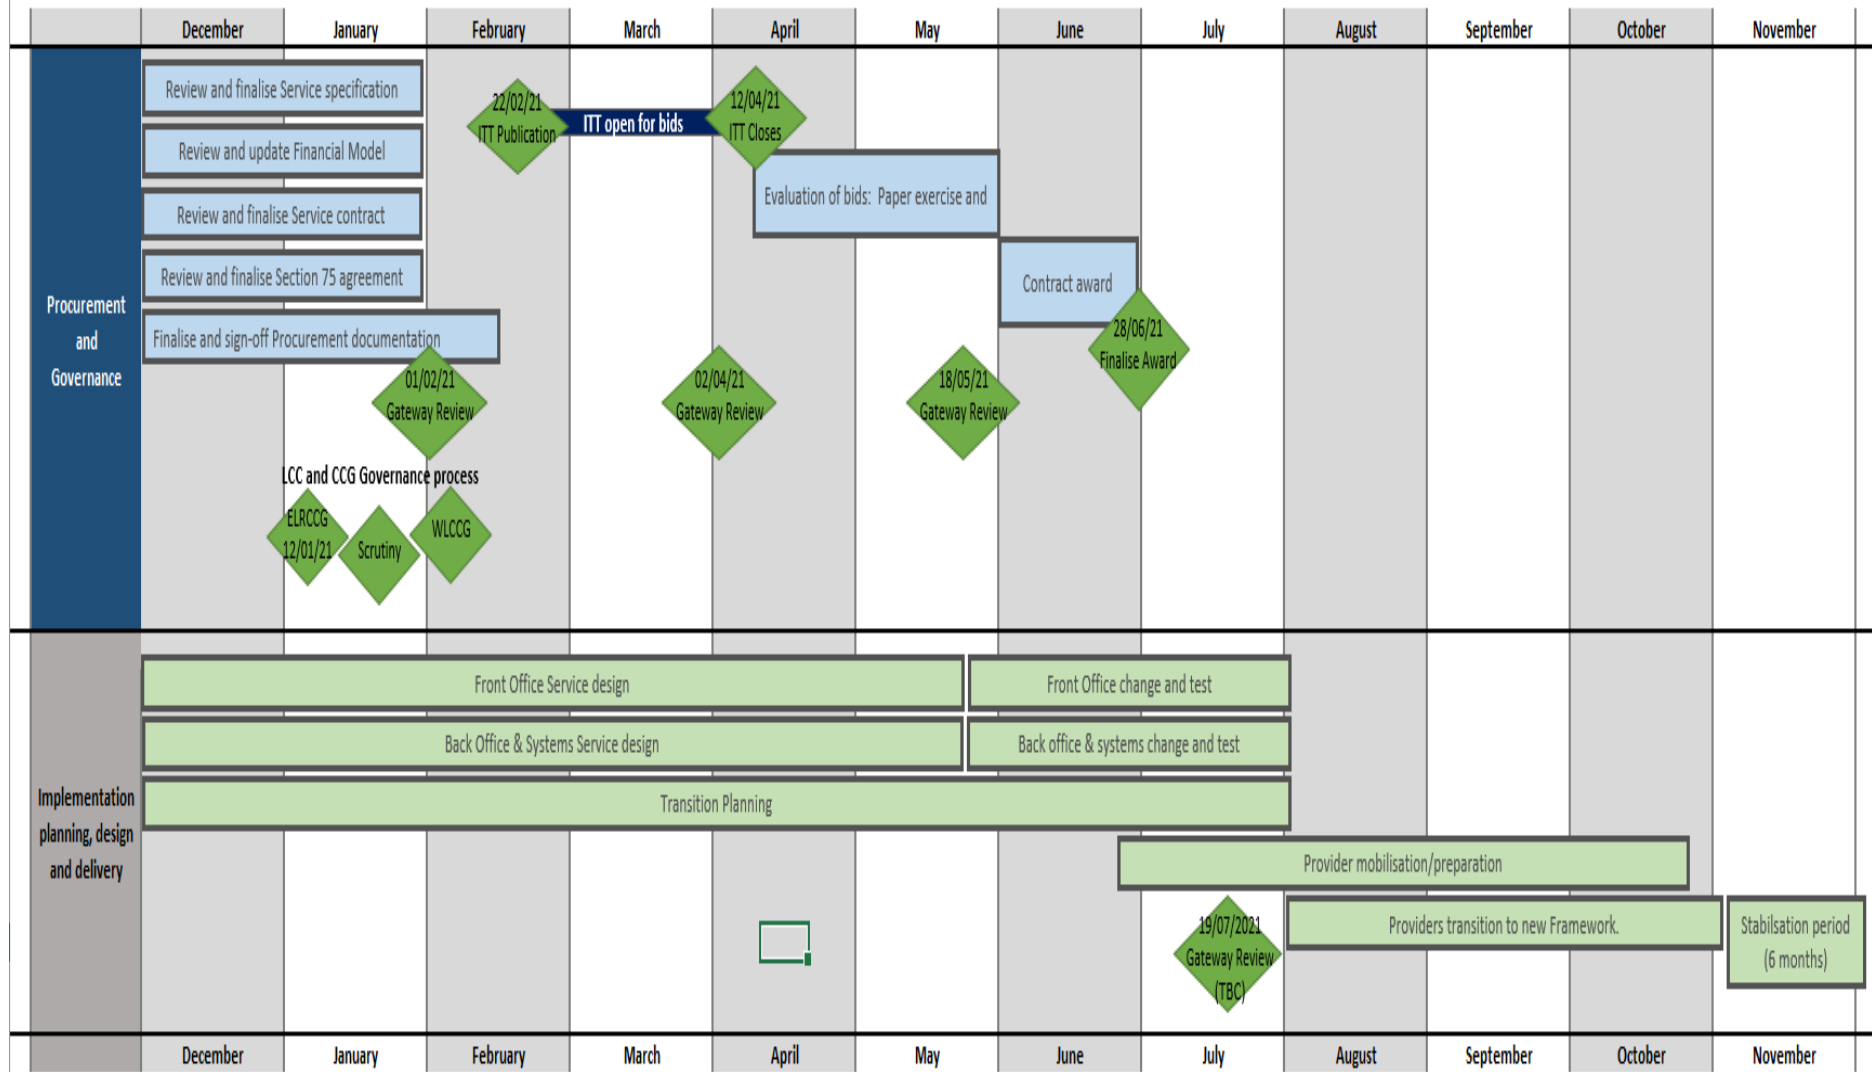 December January February March April May June July August September October November
Procurement
and
Governance
Review and finalise Service specification
Review and update Financial Model
Review and finalise Service contract
Review and finalise Section 75 agreement
Finalise and sign-off Procurement documentation
22/02/21
ITT Publication
ITT open for bids
12/04/21
ITT Closes
Evaluation of bids:  Paper exercise and
Contract award
28/06/21
Finalise Award
01/02/21
Gateway Review
02/04/21
Gateway Review
18/05/21
Gateway Review
LCC and CCG Governance process
ELRCCG
12/01/21
Scrutiny
WLCCG
Implementation
planning, design
and delivery
Front Office Service design
Front Office change and test
Back Office & Systems Service design
Back office & systems change and test
Transition Planning
Provider mobilisation/preparation
19/07/2021
Gateway Review
(TBC)
Providers transition to new Framework.
Stabilsation period
(6 months)
December January February March April May June July August September October November